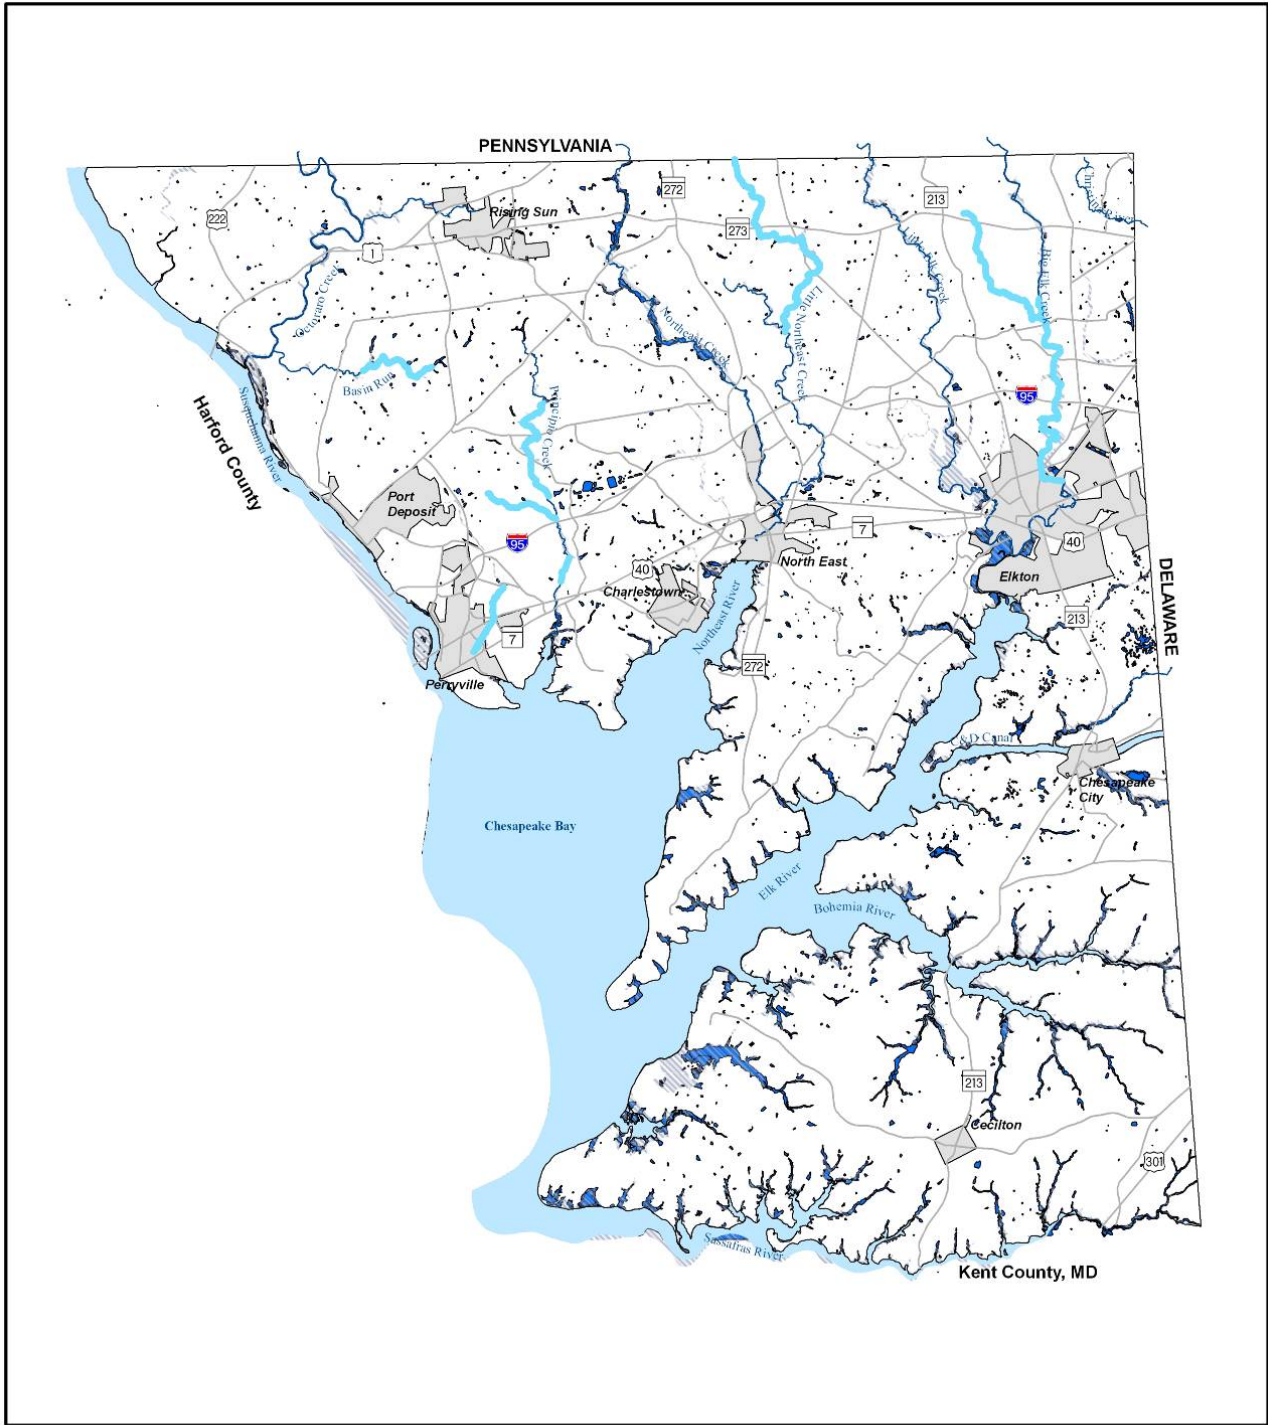 PENNSYLVANIA
222
1
Rising Sun
272
273
213
Christina River
Octoraro Creek
Northeast Creek
Little Northeast Creek
Little Elk Creek
Big Elk Creek
Basin Run
Principio Creek
95
Harford County
Susquehanna River
Port
Deposit
95
7
40
North East
Elkton
DELAWARE
40
Charlestown
Northeast River
213
7
272
Perryville
&D Canal
Chesapeake
City
Chesapeake Bay
Elk River
Bohemia River
213
Cecilton
301
Sassafras River
Kent County, MD